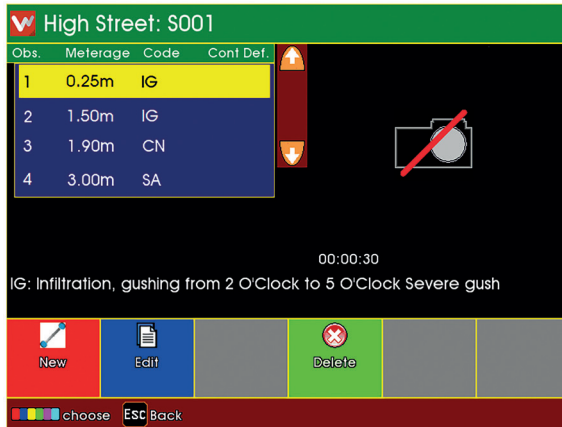 High Street: S001
Obs. Meterage Code Cont Def.
1 0.25m IG
2 1.50m IG
3 1.90m CN
4 3.00m SA
00:00:30
IG: Infiltration, gushing from 2 O'Clock to 5 O'Clock Severe gush
New Edit Delete
choose Esc Back